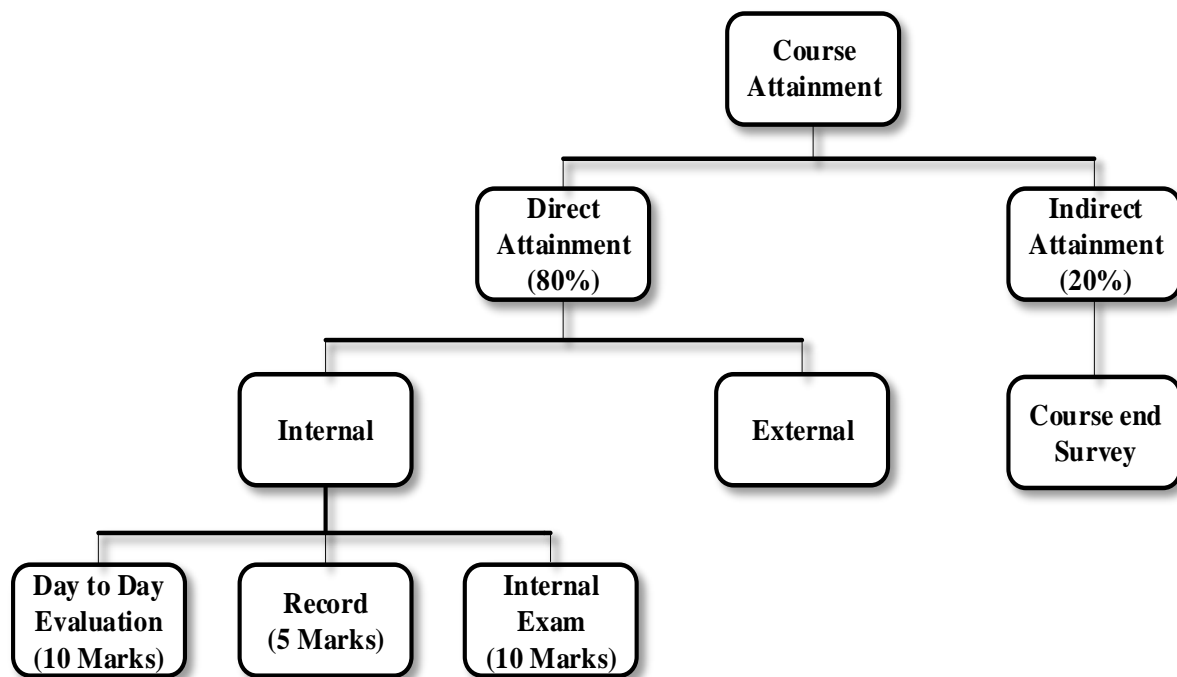 Course
Attainment
Direct
Attainment
(80%)
Indirect
Attainment
(20%)
Internal
External
Course end
Survey
Day to Day
Evaluation
(10 Marks)
Record
(5 Marks)
Internal
Exam
(10 Marks)